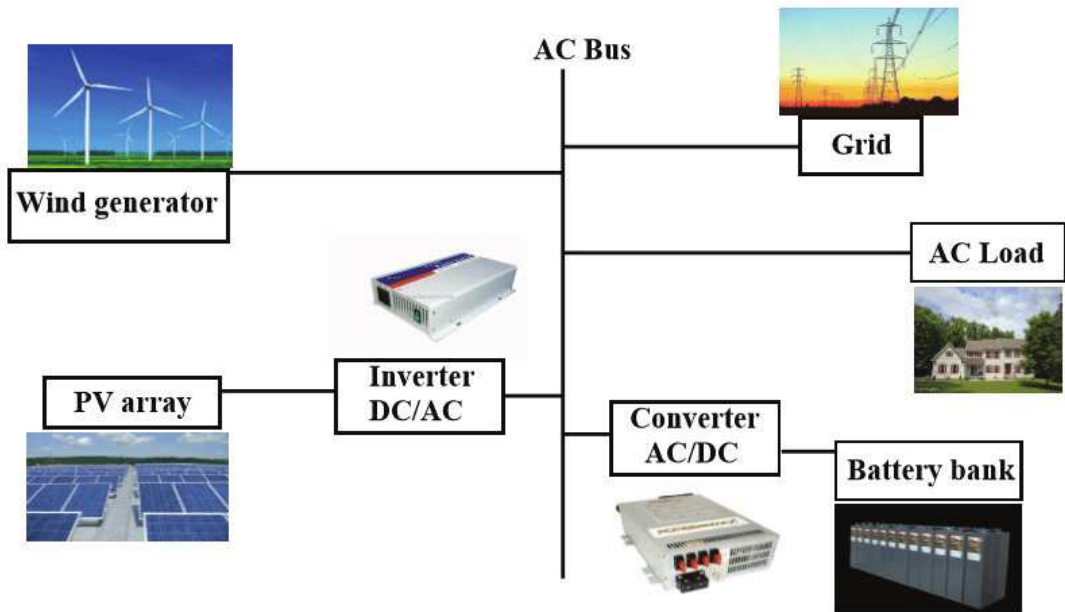 AC Bus
Grid
Wind generator
AC Load
Inverter
DC/AC
PV array
Converter
AC/DC
Battery bank